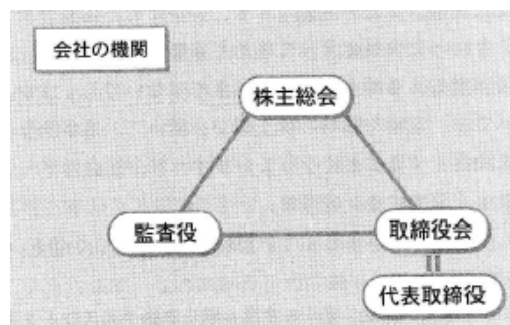 会社の機関
株主総会
監査役
取締役会
代表取締役